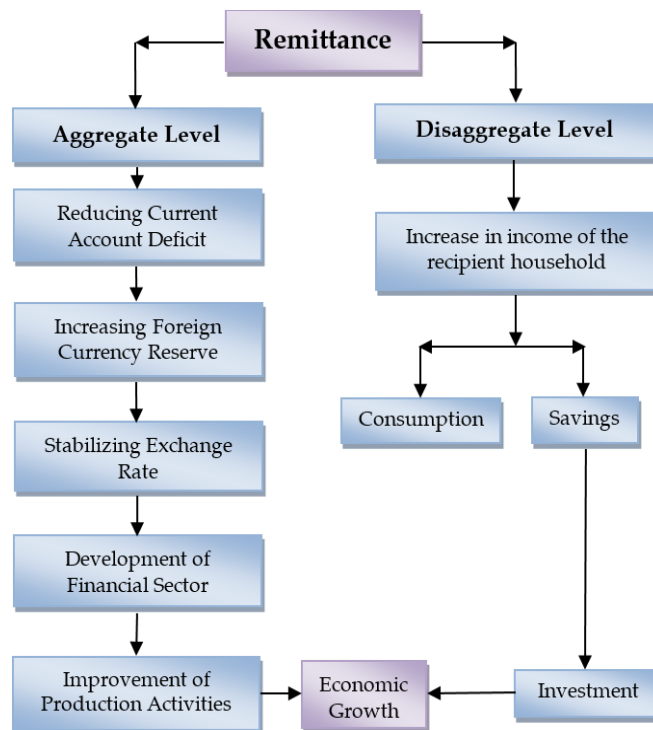 Remittance
Aggregate Level
Disaggregate Level
Reducing Current
Account Deficit
Increase in income of the
recipient household
Increasing Foreign
Currency Reserve
Consumption
Savings
Stabilizing Exchange
Rate
Development of
Financial Sector
Improvement of
Production Activities
Economic
Growth
Investment